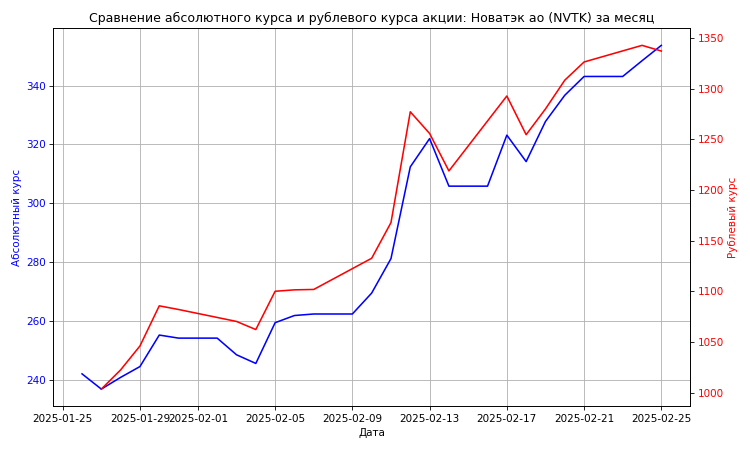 Сравнение абсолютного курса и рублевого курса акции: Новатэк ао (NVTK) за месяц
Абсолютный курс
340
320
300
280
260
240
1350
1300
1250
1200
1150
1100
1050
1000
Рублевый курс
2025-01-25 2025-01-29 2025-02-01 2025-02-05 2025-02-09 2025-02-13 2025-02-17 2025-02-21 2025-02-25
Дата